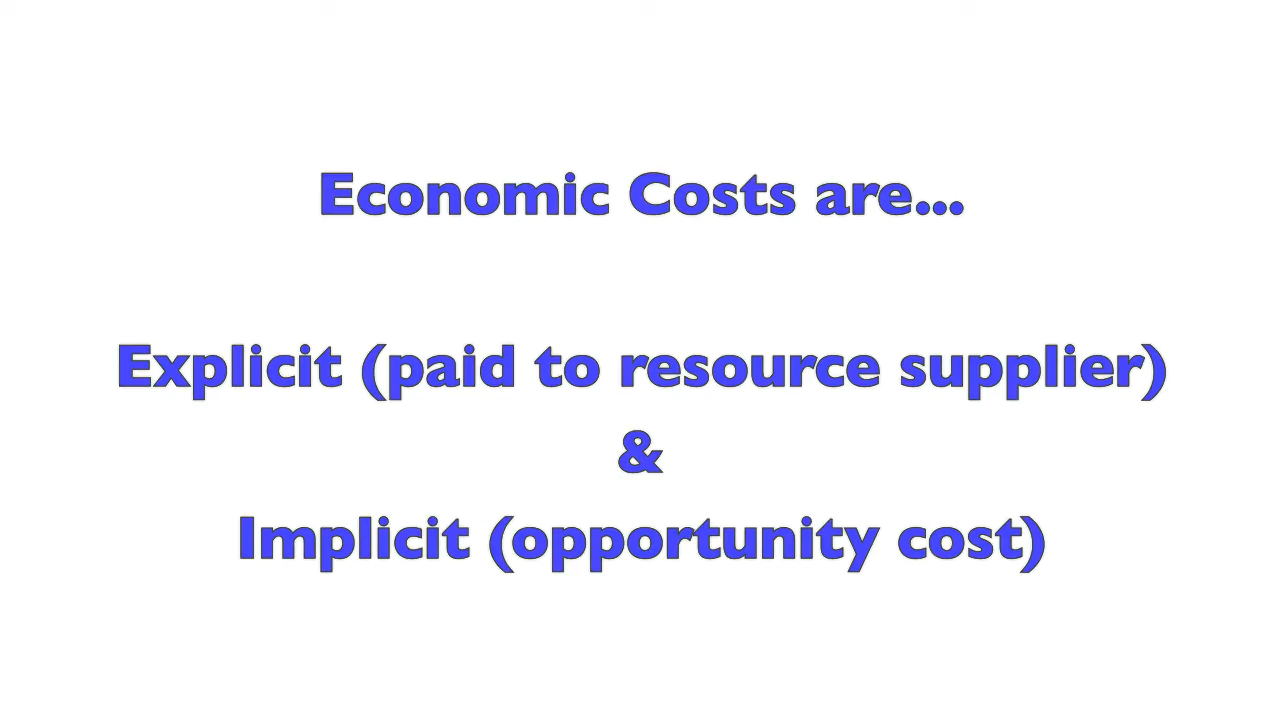 Economic Costs are...
Explicit (paid to resource supplier)
&
Implicit (opportunity cost)